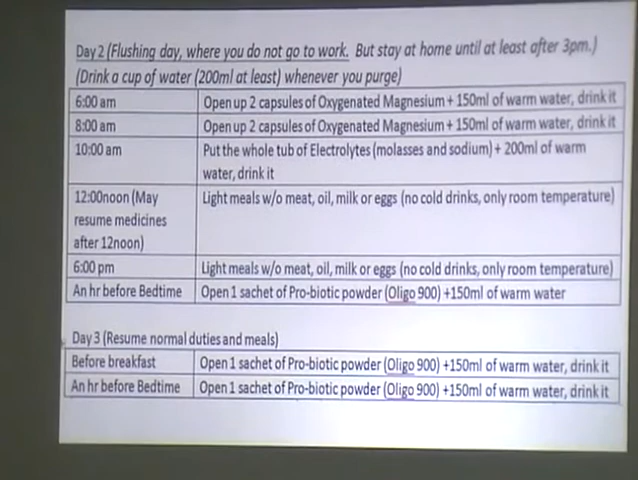 Day 2 (Flushing day, where you do not go to work. But stay at home until at least after 3pm.)
(Drink a cup of water (200ml at least) whenever you purge)
6:00 am Open up 2 capsules of Oxygenated Magnesium + 150ml of warm water, drink it
8:00 am Open up 2 capsules of Oxygenated Magnesium + 150ml of warm water, drink it
10:00 am Put the whole tub of Electrolytes (molasses and sodium) + 200ml of warm
water, drink it
12:00noon (May Light meals w/o meat, oil, milk or eggs (no cold drinks, only room temperature)
resume medicines
after 12noon)
6:00 pm Light meals w/o meat, oil, milk or eggs (no cold drinks, only room temperature)
An hr before Bedtime Open 1 sachet of Pro-biotic powder (Oligo 900) +150ml of warm water
Day 3 (Resume normal duties and meals)
Before breakfast Open 1 sachet of Pro-biotic powder (Oligo 900) +150ml of warm water, drink it
An hr before Bedtime Open 1 sachet of Pro-biotic powder (Oligo 900) +150ml of warm water, drink it